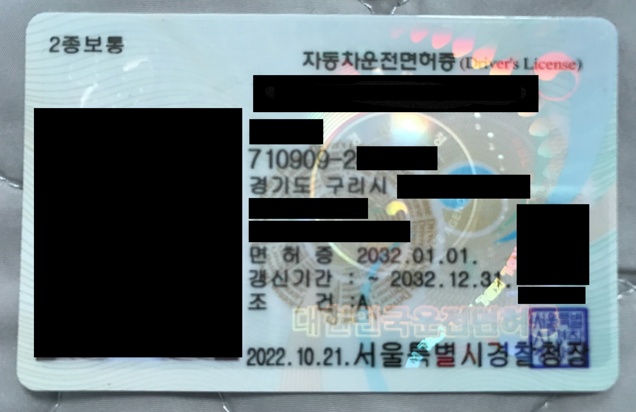 2종보통
자동차운전면허증 (Driver's License)
710909-2
경기도 구리시
면 허 증 2032.01.01.
갱신기간 : ~ 2032.12.31.
조 건 :A
대한민국운전면허
2022.10.21. 서울특별시경찰청장